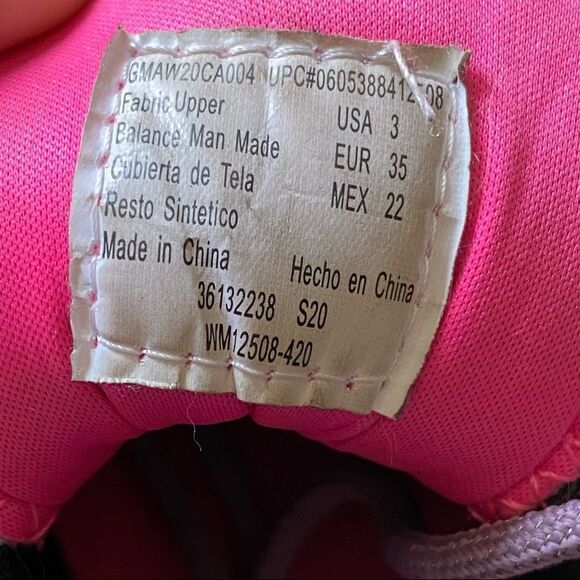 GMAW20CA004 UPC#0605388412 08
Fabric Upper USA 3
Balance Man Made EUR 35
Cubierta de Tela MEX 22
Resto Sintetico
Made in China Hecho en China
36132238 S20
WM12508-420